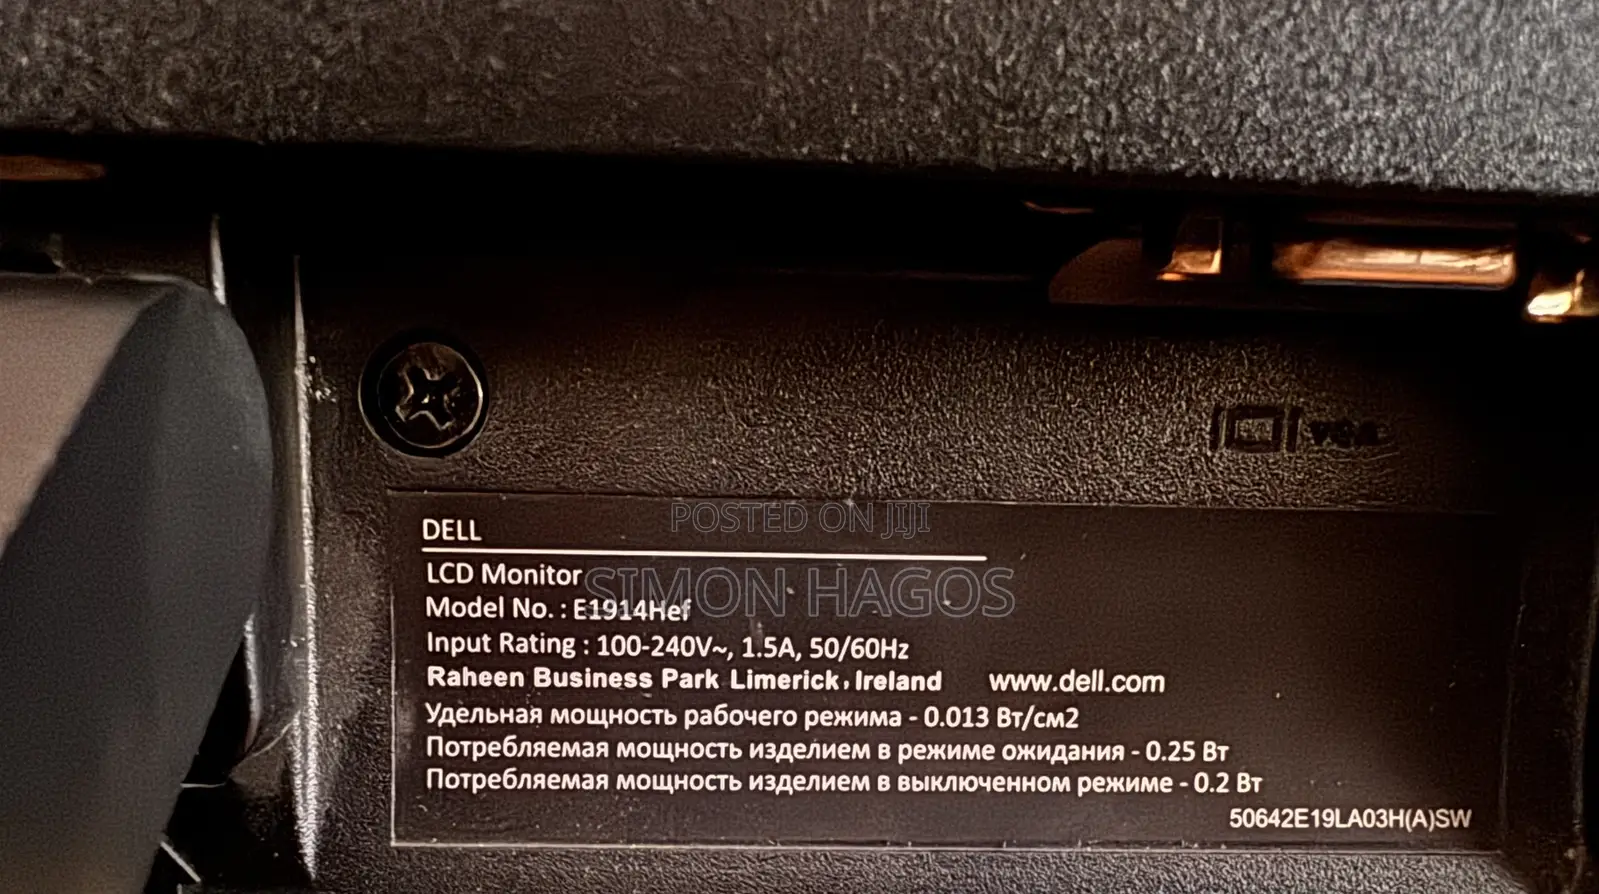 VGA
POSTED ON JIJI
DELL
SIMON HAGOS
LCD Monitor
Model No. : E1914Hef
Input Rating : 100-240V~, 1.5A, 50/60Hz
Raheen Business Park Limerick, Ireland www.dell.com
Удельная мощность рабочего режима - 0.013 Вт/см2
Потребляемая мощность изделием в режиме ожидания - 0.25 Вт
Потребляемая мощность изделием в выключенном режиме - 0.2 Вт
50642E19LA03H(A)SW